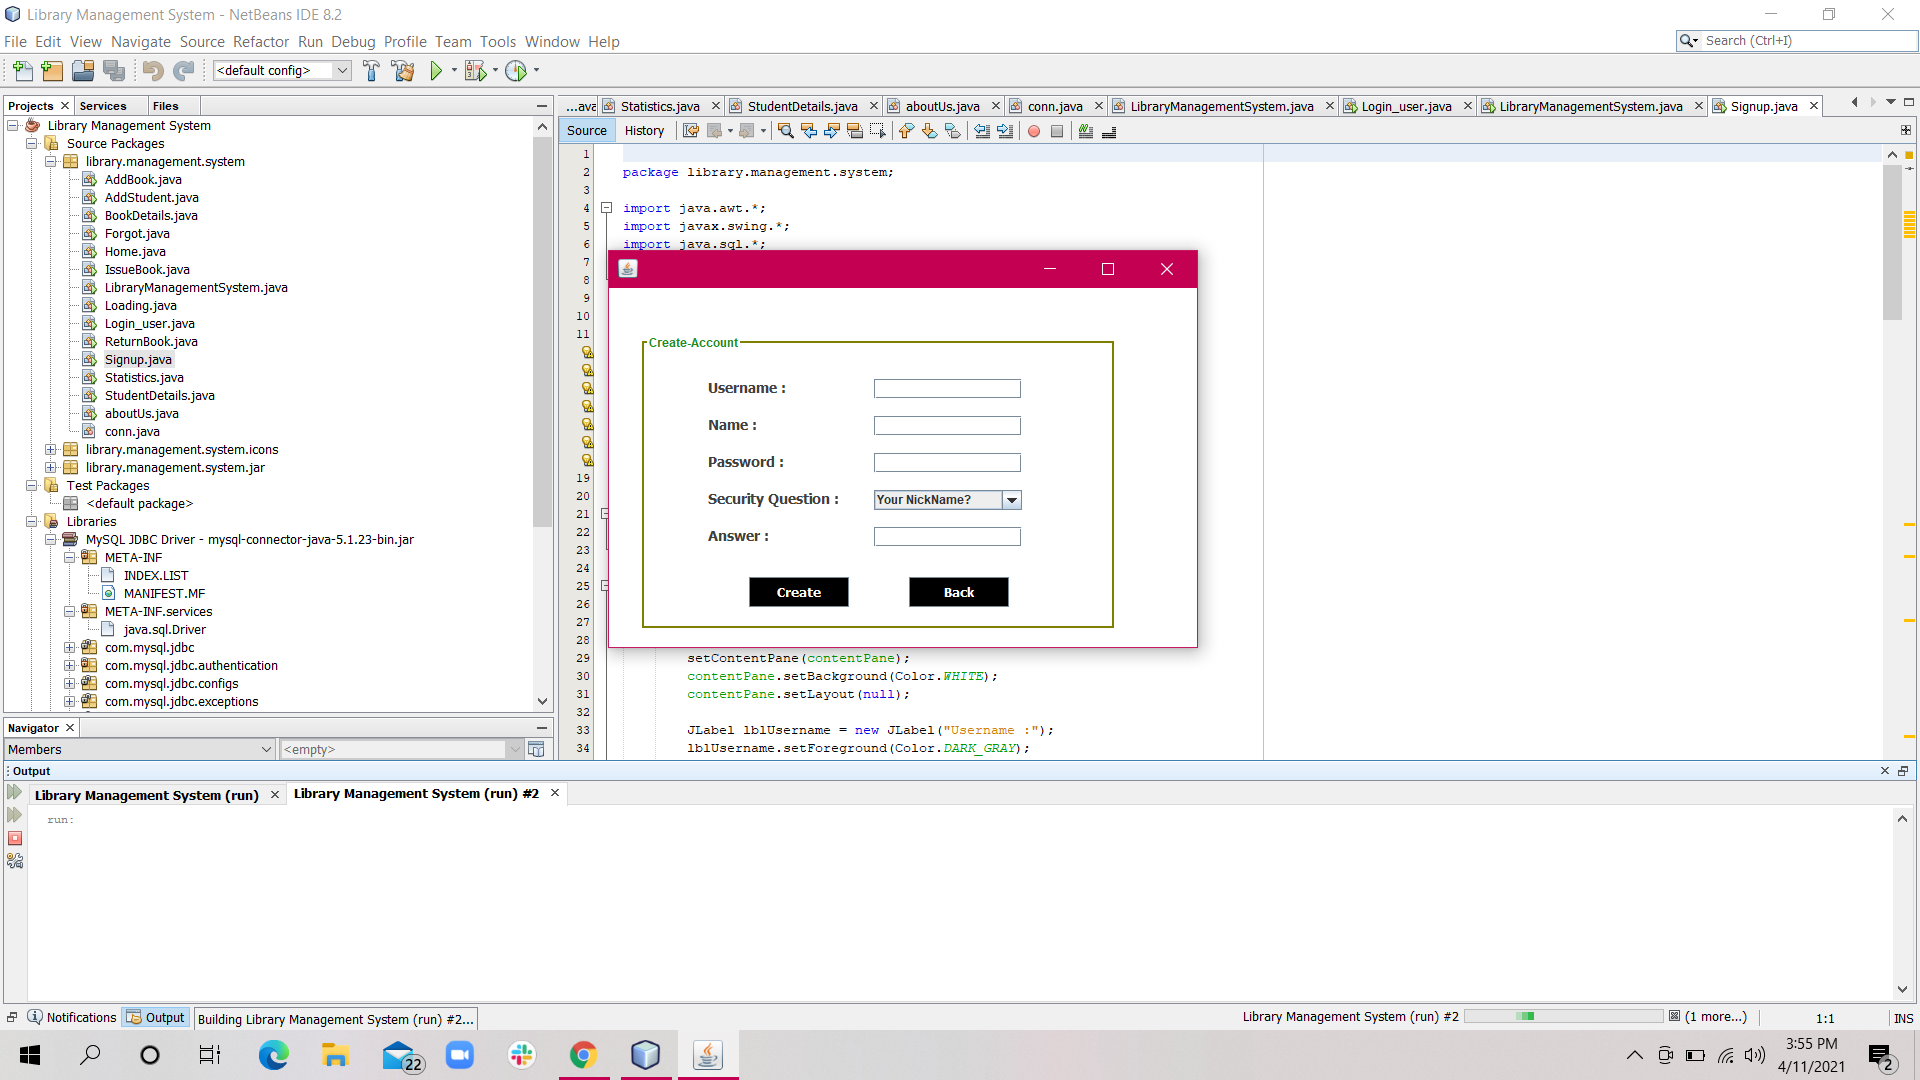 Library Management System - NetBeans IDE 8.2
File Edit View Navigate Source Refactor Run Debug Profile Team Tools Window Help
Search (Ctrl+I)
<default config>
Projects Services Files
Library Management System
Source Packages
library.management.system
AddBook.java
AddStudent.java
BookDetails.java
Forgot.java
Home.java
IssueBook.java
LibraryManagementSystem.java
Loading.java
Login_user.java
ReturnBook.java
Signup.java
Statistics.java
StudentDetails.java
aboutUs.java
conn.java
library.management.system.icons
library.management.system.jar
Test Packages
<default package>
Libraries
MySQL JDBC Driver - mysql-connector-java-5.1.23-bin.jar
META-INF
INDEX.LIST
MANIFEST.MF
META-INF.services
java.sql.Driver
com.mysql.jdbc
com.mysql.jdbc.authentication
com.mysql.jdbc.configs
com.mysql.jdbc.exceptions
Navigator
Members
<empty>
...ava Statistics.java StudentDetails.java aboutUs.java conn.java LibraryManagementSystem.java Login_user.java LibraryManagementSystem.java Signup.java
Source History
1
2 package library.management.system;
3
4 import java.awt.*;
5 import javax.swing.*;
6 import java.sql.*;
7
8
9
10
11
19
20
21
22
23
24
25
26
27
28
29 setContentPane(contentPane);
30 contentPane.setBackground(Color.WHITE);
31 contentPane.setLayout(null);
32
33 JLabel lblUsername = new JLabel("Username :");
34 lblUsername.setForeground(Color.DARK_GRAY);
Create-Account
Username :
Name :
Password :
Security Question : Your NickName?
Answer :
Create Back
Output
Library Management System (run) Library Management System (run) #2
run:
Notifications Output Building Library Management System (run) #2...
Library Management System (run) #2 (1 more...) 1:1 INS
22
3:55 PM
4/11/2021
2